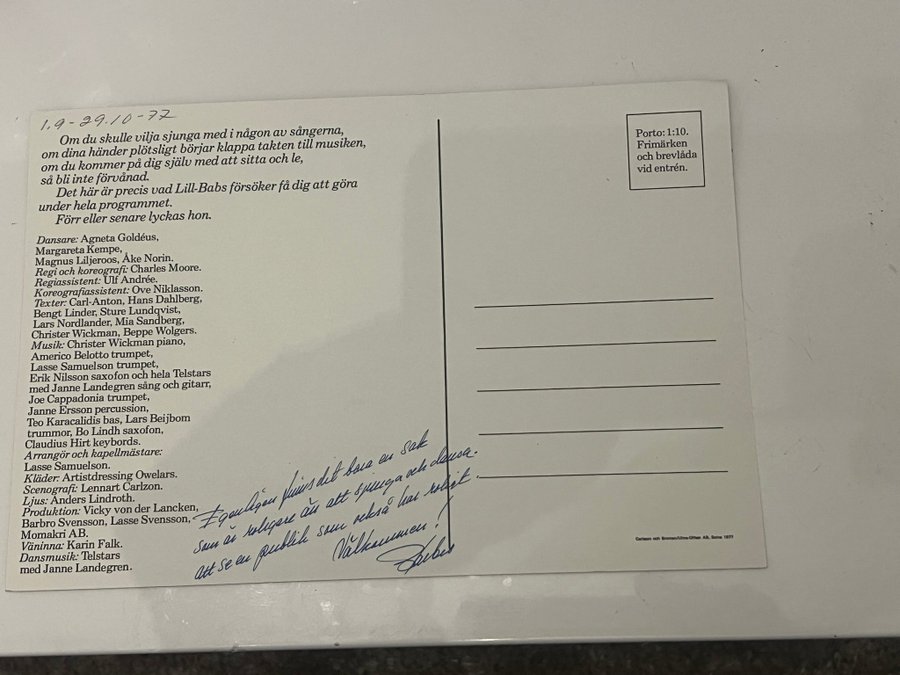 1.9-29.10-77
Om du skulle vilja sjunga med i någon av sångerna,
om dina händer plötsligt börjar klappa takten till musiken,
om du kommer på dig själv med att sitta och le,
så bli inte förvånad.
Det här är precis vad Lill-Babs försöker få dig att göra
under hela programmet.
Förr eller senare lyckas hon.
Dansare: Agneta Goldéus,
Margareta Kempe,
Magnus Liljeroos, Åke Norin.
Regi och koreografi: Charles Moore.
Regiassistent: Ulf Andrée.
Koreografiassistent: Ove Niklasson.
Texter: Carl-Anton, Hans Dahlberg,
Bengt Linder, Sture Lundqvist,
Lars Nordlander, Mia Sandberg,
Christer Wickman, Beppe Wolgers.
Musik: Christer Wickman piano,
Americo Belotto trumpet,
Lasse Samuelson trumpet,
Erik Nilsson saxofon och hela Telstars
med Janne Landegren sång och gitarr,
Joe Cappadonia trumpet,
Janne Ersson percussion,
Teo Karacalidis bas, Lars Beijbom
trummor, Bo Lindh saxofon,
Claudius Hirt keybords.
Arrangör och kapellmästare:
Lasse Samuelson.
Kläder: Artistdressing Owelars.
Scenografi: Lennart Carlzon.
Ljus: Anders Lindroth.
Produktion: Vicky von der Lancken,
Barbro Svensson, Lasse Svensson,
Momakri AB.
Väninna: Karin Falk.
Dansmusik: Telstars
med Janne Landegren.
Egentligen finns det bara en sak
som är roligare än att sjunga och dansa.
Att se en publik som också har roligt.
Välkommen!
Babs
Porto: 1:10.
Frimärken
och brevlåda
vid entrén.